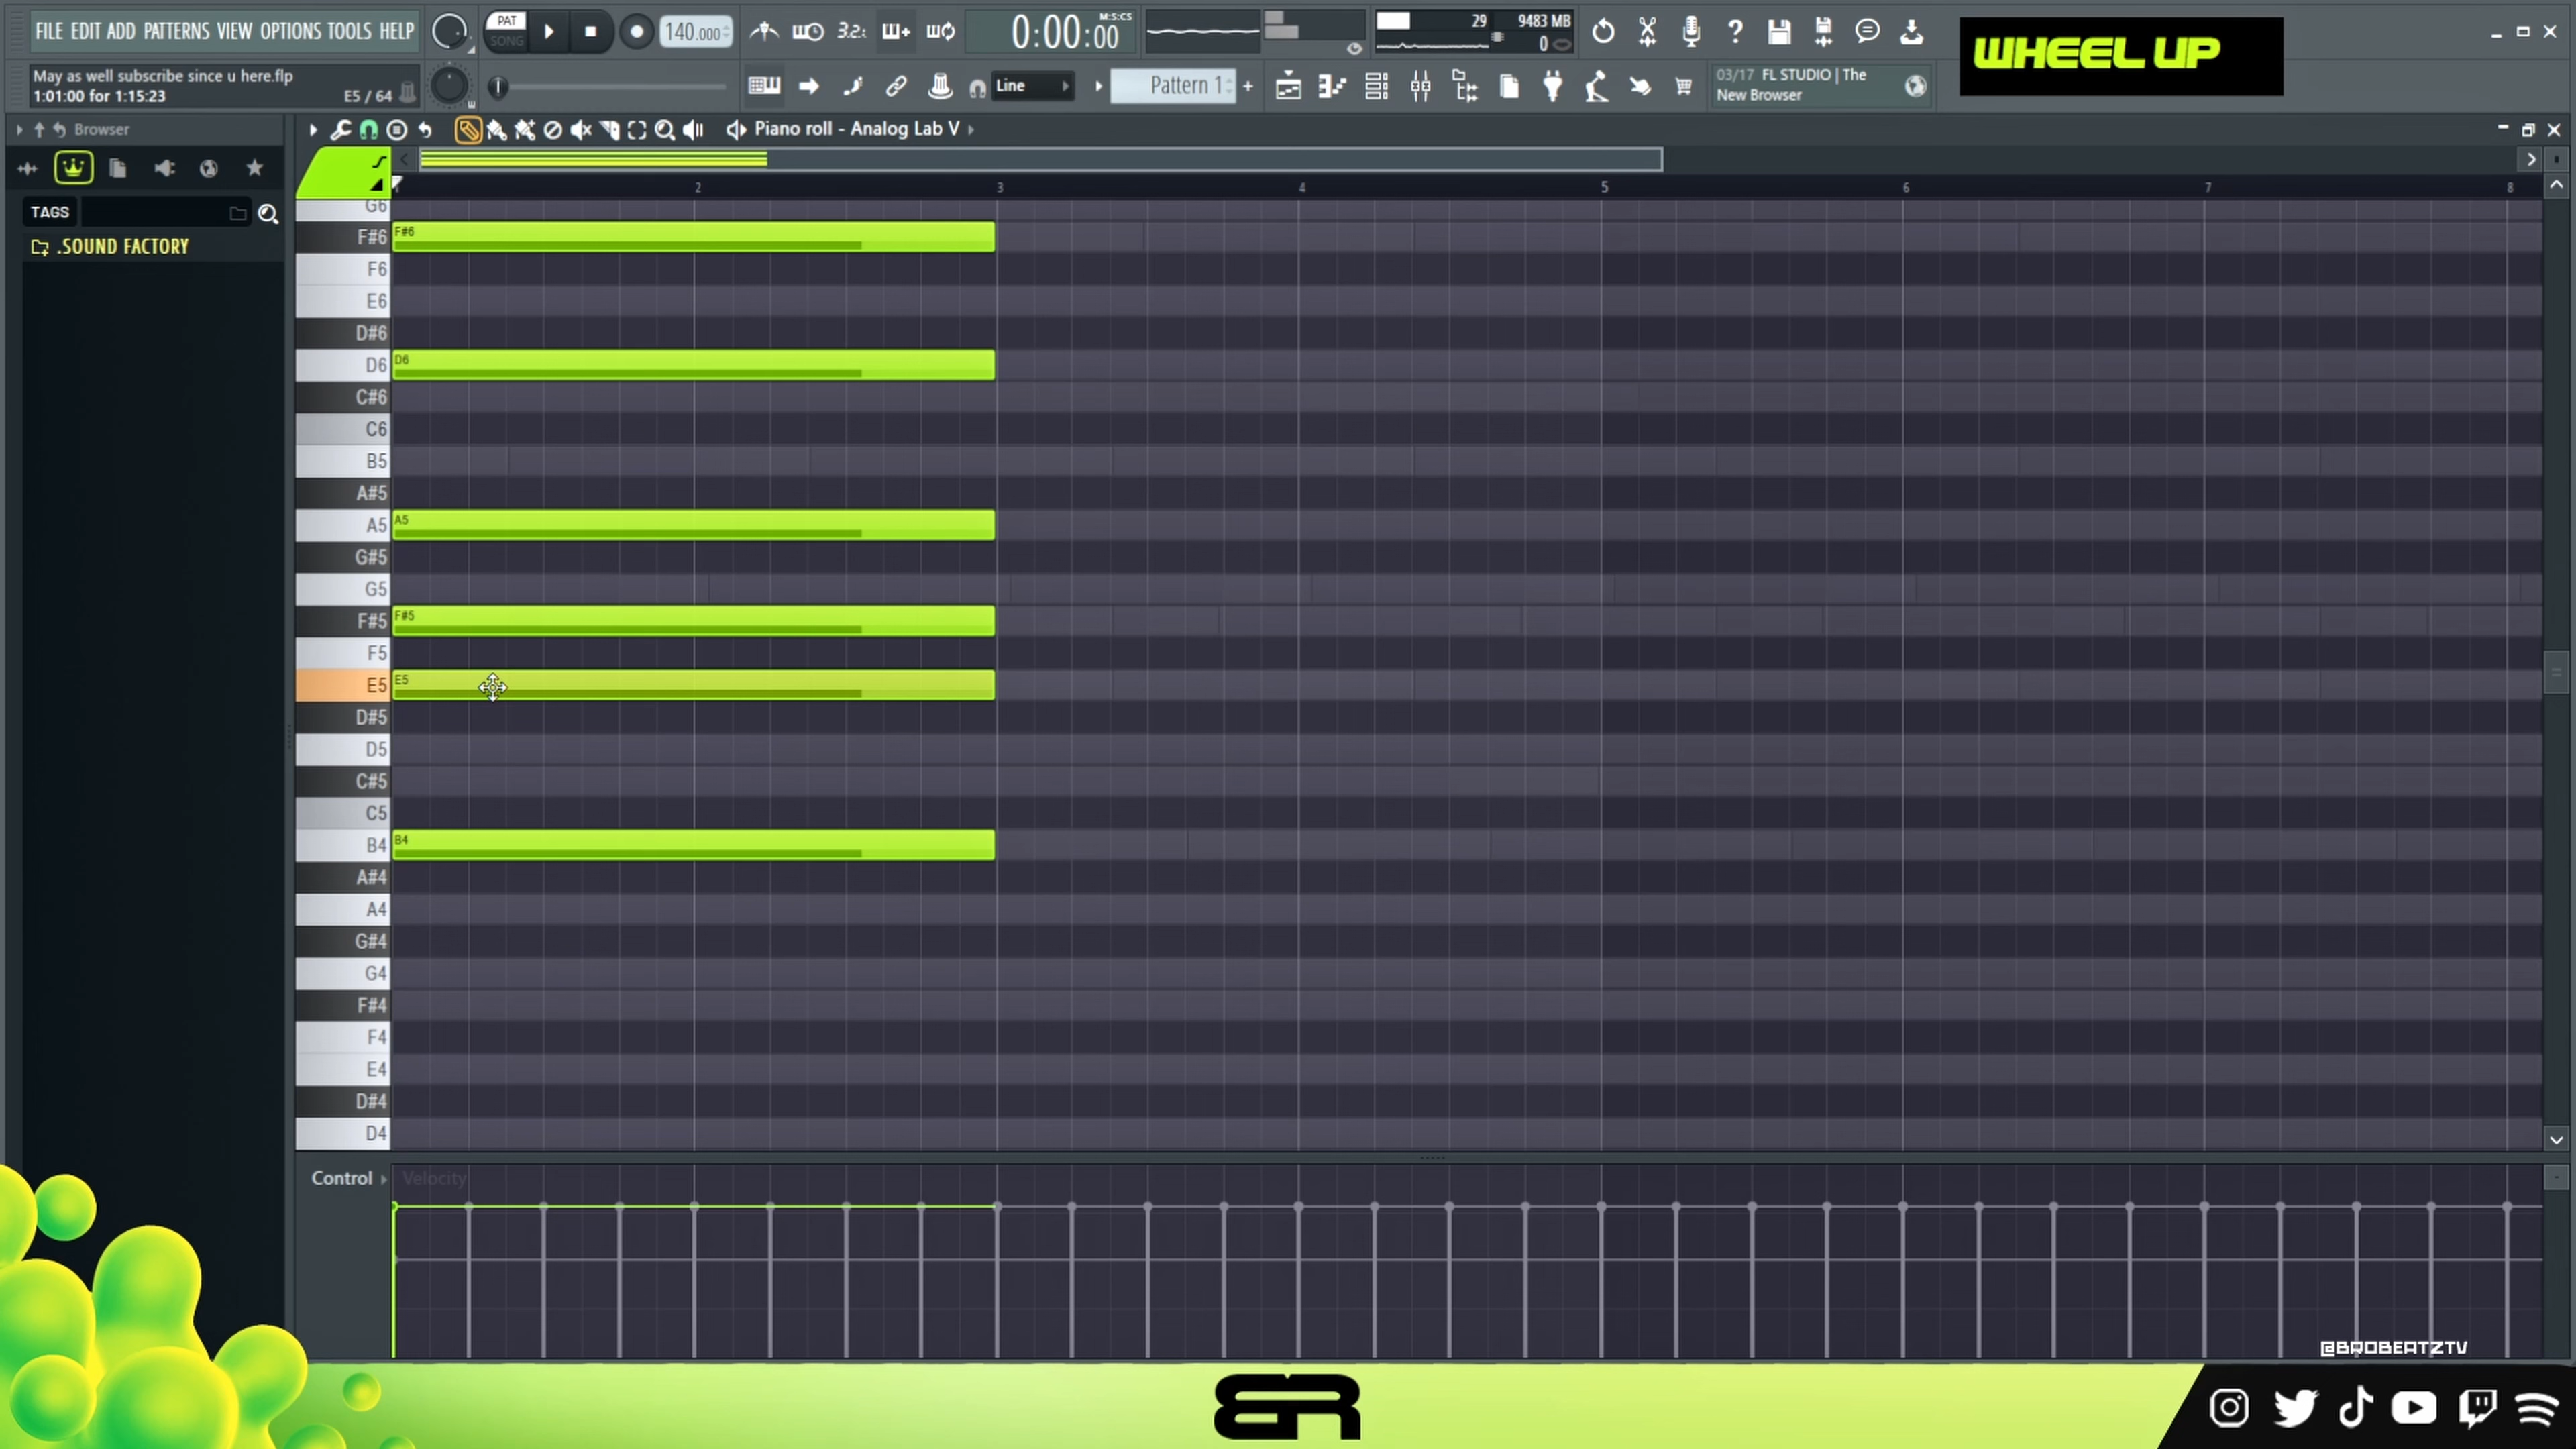 FILE EDIT ADD PATTERNS VIEW OPTIONS TOOLS HELP
PAT
SONG
140.000
3.2.
0:00:00
M:S:CS
29
9483 MB
0
WHEEL UP
May as well subscribe since u here.flp
1:01:00 for 1:15:23
E5 / 64
Line
Pattern 1
+
03/17 FL STUDIO | The
New Browser
Browser
Piano roll - Analog Lab V
TAGS
.SOUND FACTORY
2
3
4
5
6
7
8
G6
F#6
F#6
F6
E6
D#6
D6
D6
C#6
C6
B5
A#5
A5
A5
G#5
G5
F#5
F#5
F5
E5
E5
D#5
D5
C#5
C5
B4
B4
A#4
A4
G#4
G4
F#4
F4
E4
D#4
D4
Control
Velocity
@BROBEATZTV
BR